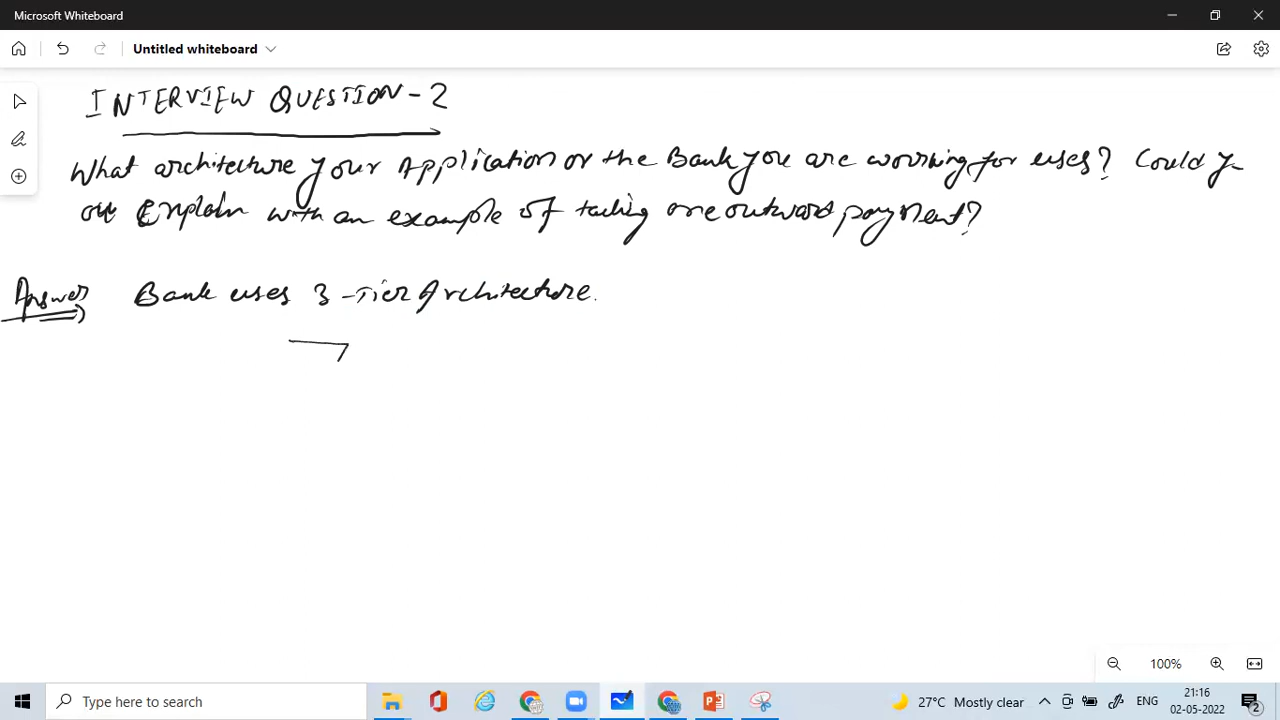 Microsoft Whiteboard
Untitled whiteboard
INTERVIEW QUESTION-2
What architecture your Application or the Bank you are working for uses? Could y-
ou Explain with an example of taking one outward payment?
Answer Bank uses 3-Tier Architecture.
100%
Type here to search
27°C Mostly clear
ENG
21:16
02-05-2022
2